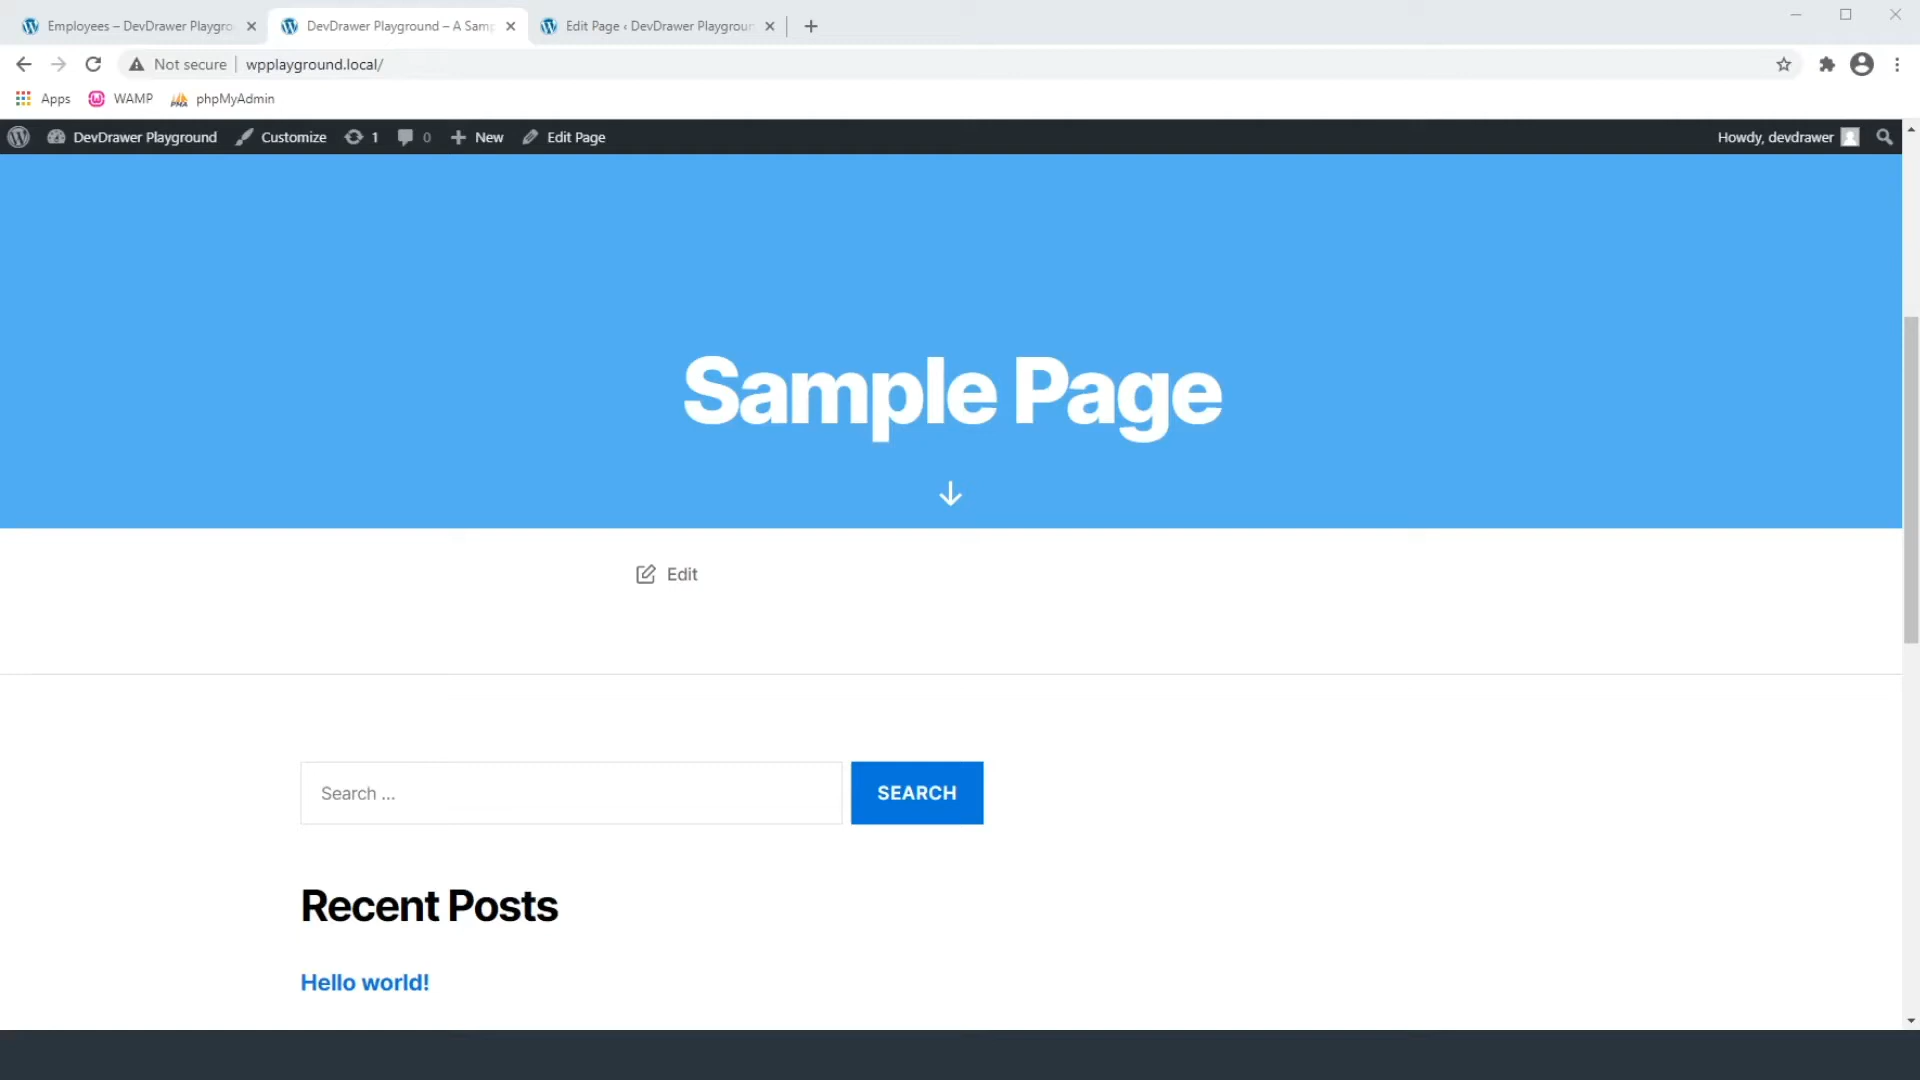 Employees – DevDrawer Playgro
DevDrawer Playground – A Samp
Edit Page ‹ DevDrawer Playgroun
Not secure | wpplayground.local/
Apps WAMP phpMyAdmin
DevDrawer Playground Customize 1 0 New Edit Page Howdy, devdrawer
Sample Page
Edit
Search ...
SEARCH
Recent Posts
Hello world!